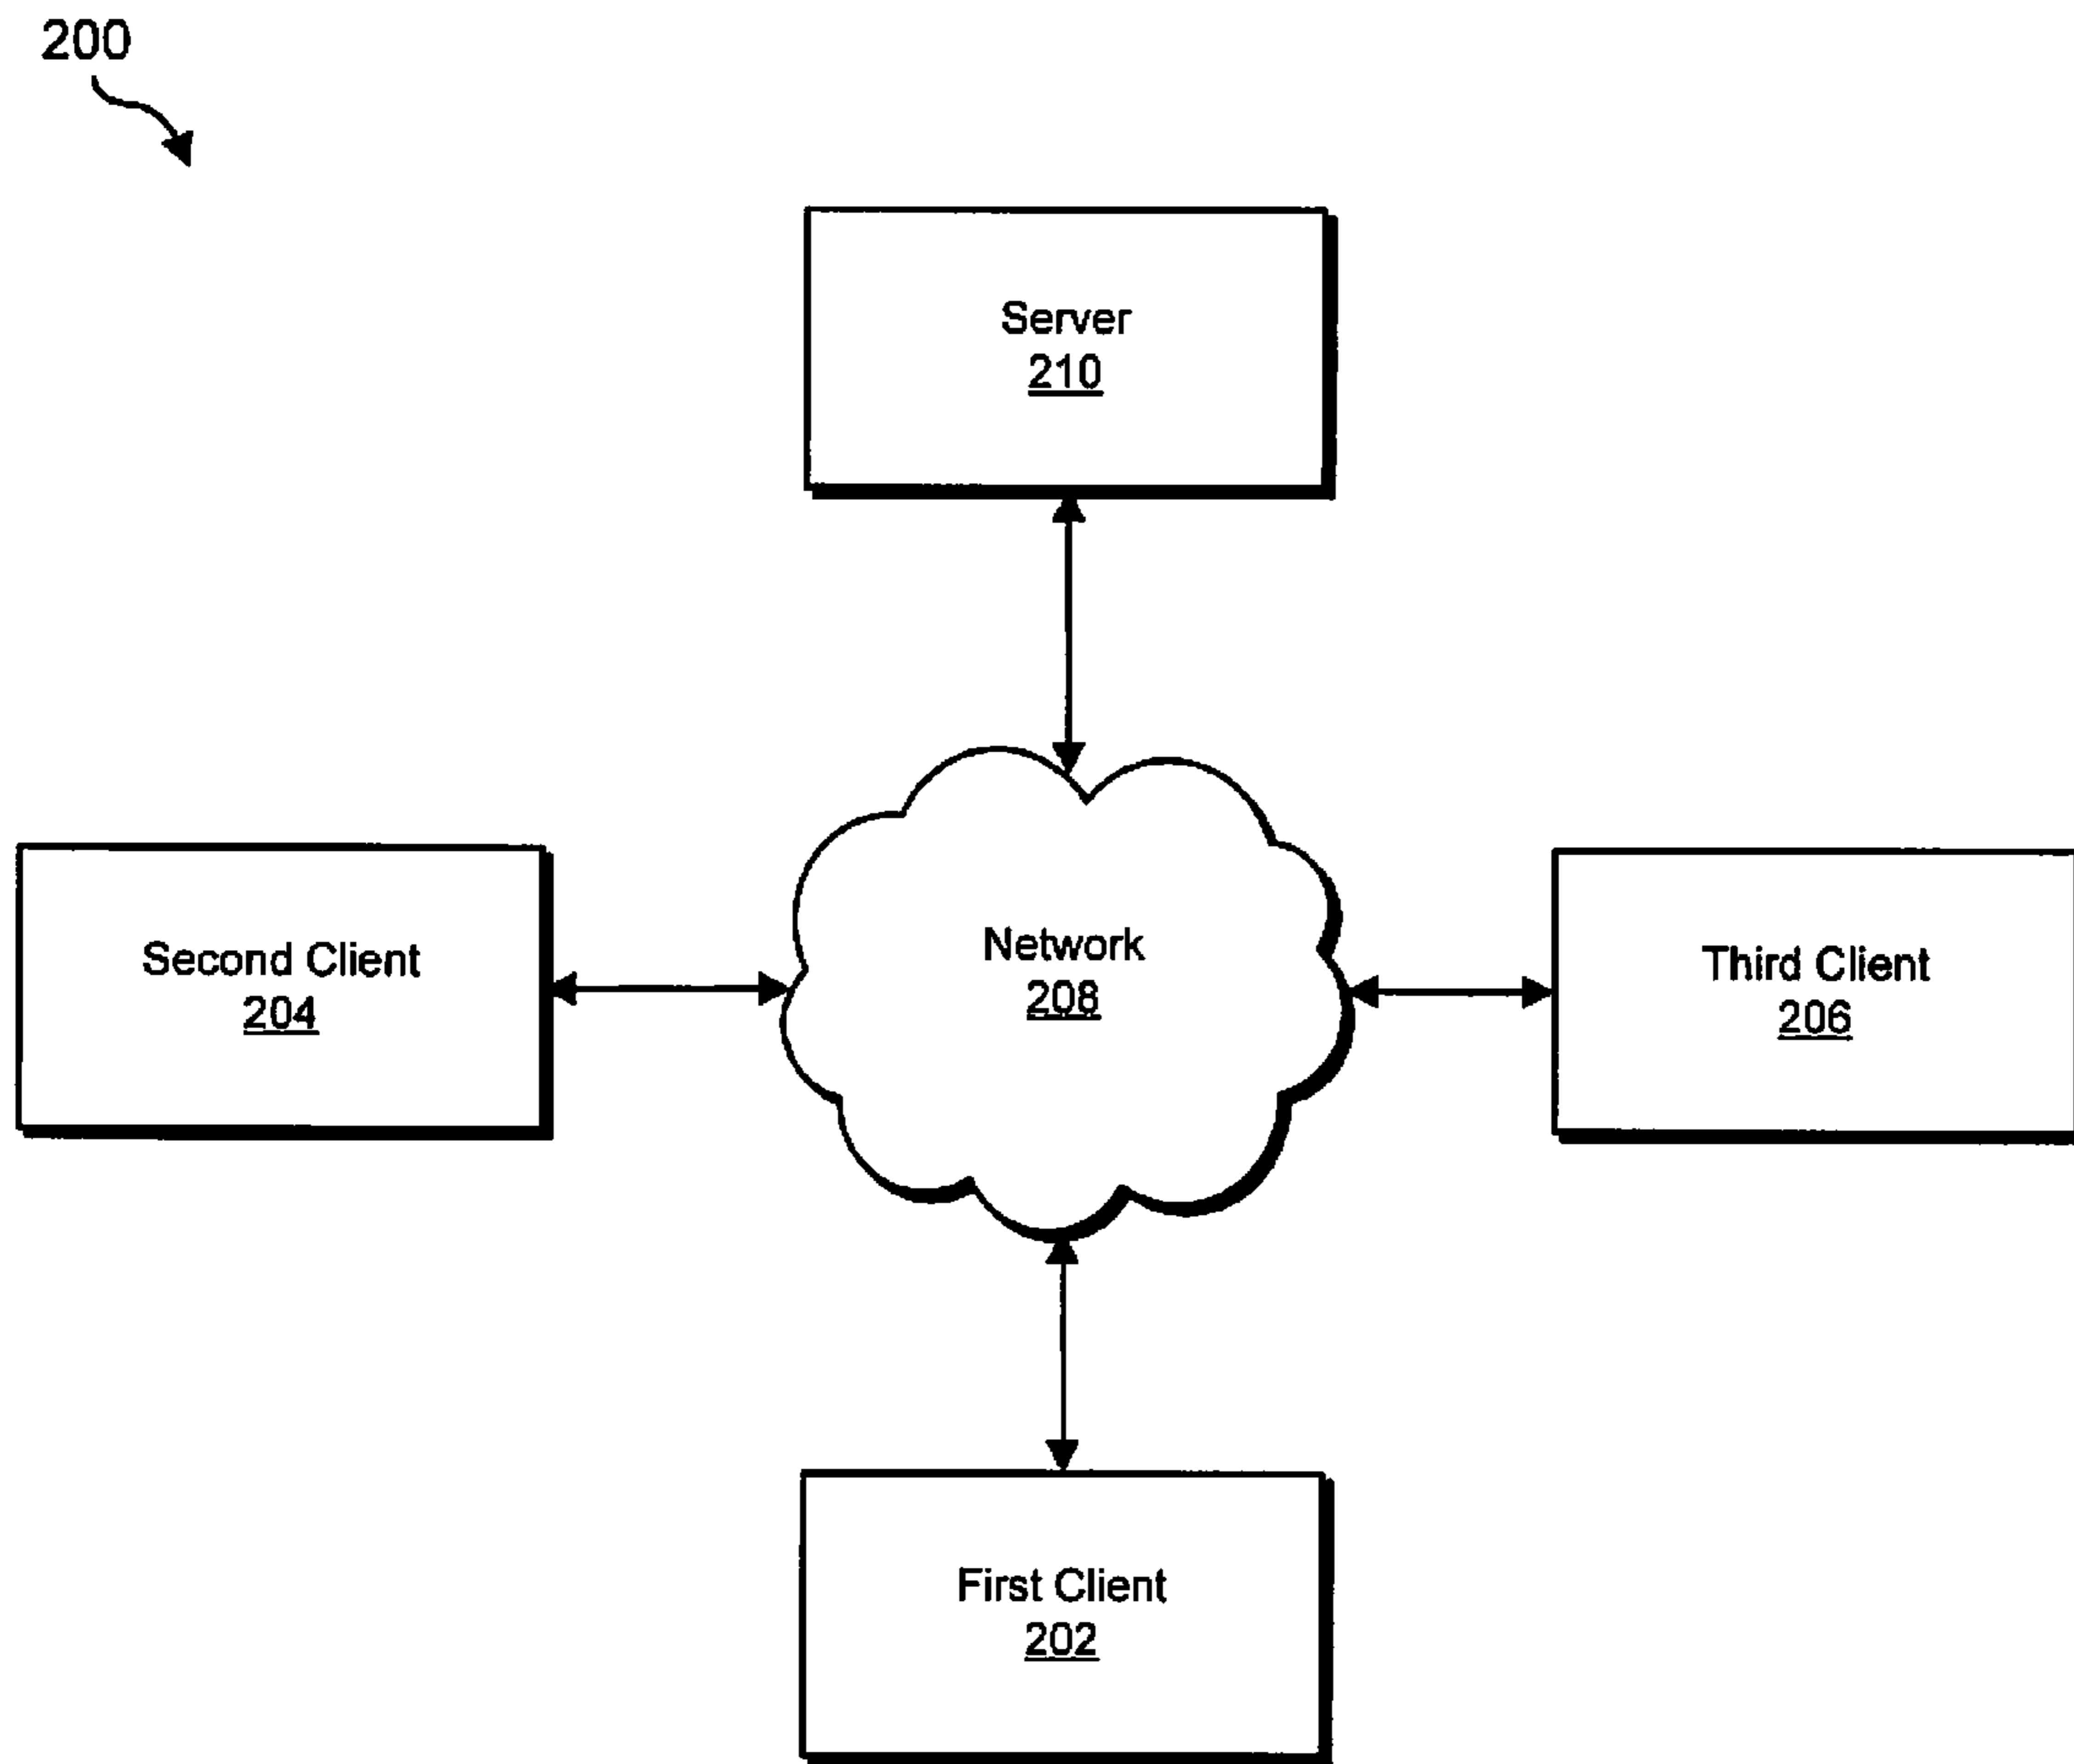 200
Server
210
Second Client
204
Network
208
Third Client
206
First Client
202